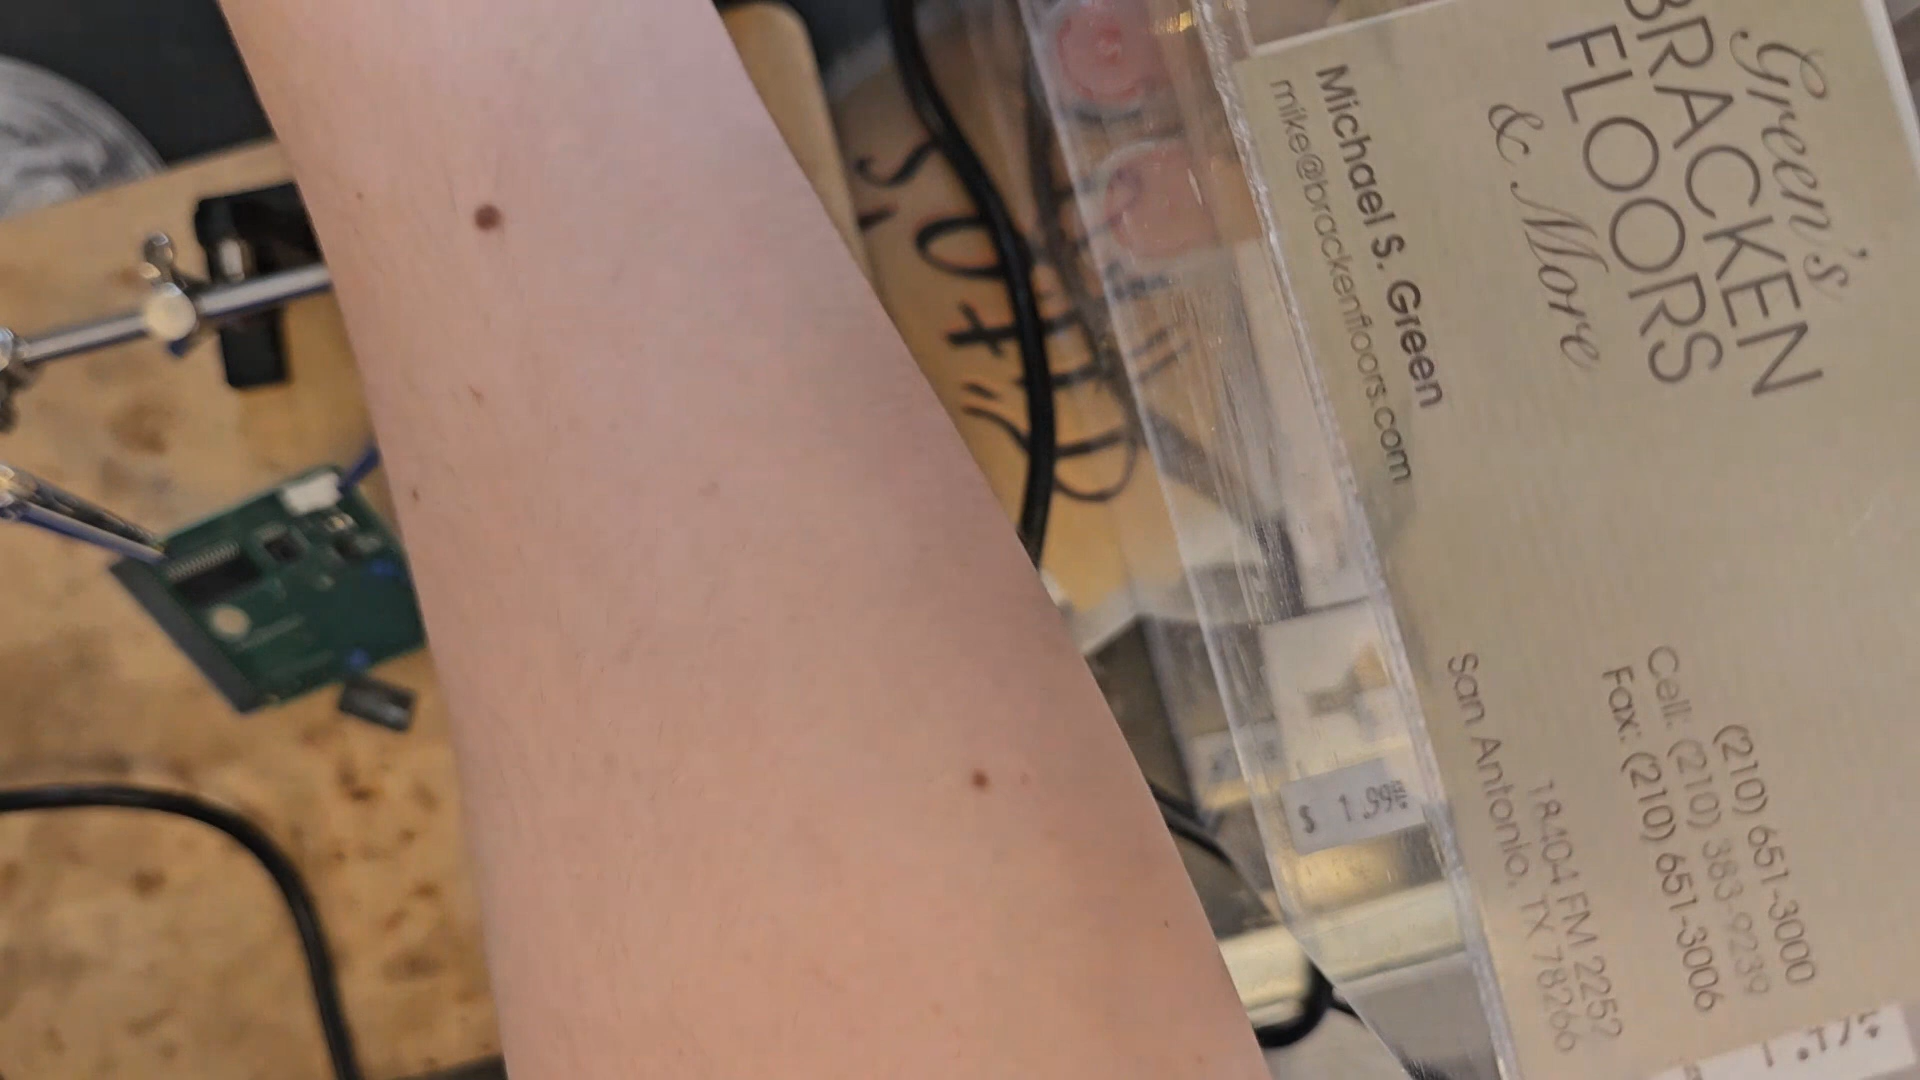 Green's
BRACKEN
FLOORS
& More
Michael S. Green
mike@brackenfloors.com
(210) 651-3000
Cell: (210) 383-9239
Fax: (210) 651-3006
18404 FM 2252
San Antonio, TX 78266
$ 1.59